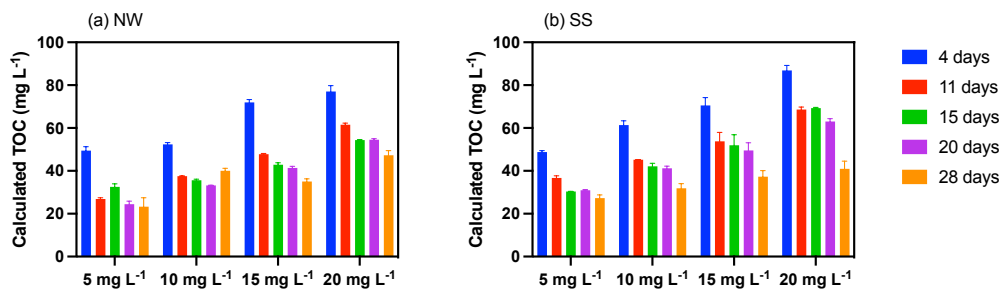 (a) NW
Calculated TOC (mg L⁻¹)
100
80
60
40
20
0
5 mg L⁻¹
10 mg L⁻¹
15 mg L⁻¹
20 mg L⁻¹
(b) SS
Calculated TOC (mg L⁻¹)
100
80
60
40
20
0
5 mg L⁻¹
10 mg L⁻¹
15 mg L⁻¹
20 mg L⁻¹
4 days
11 days
15 days
20 days
28 days